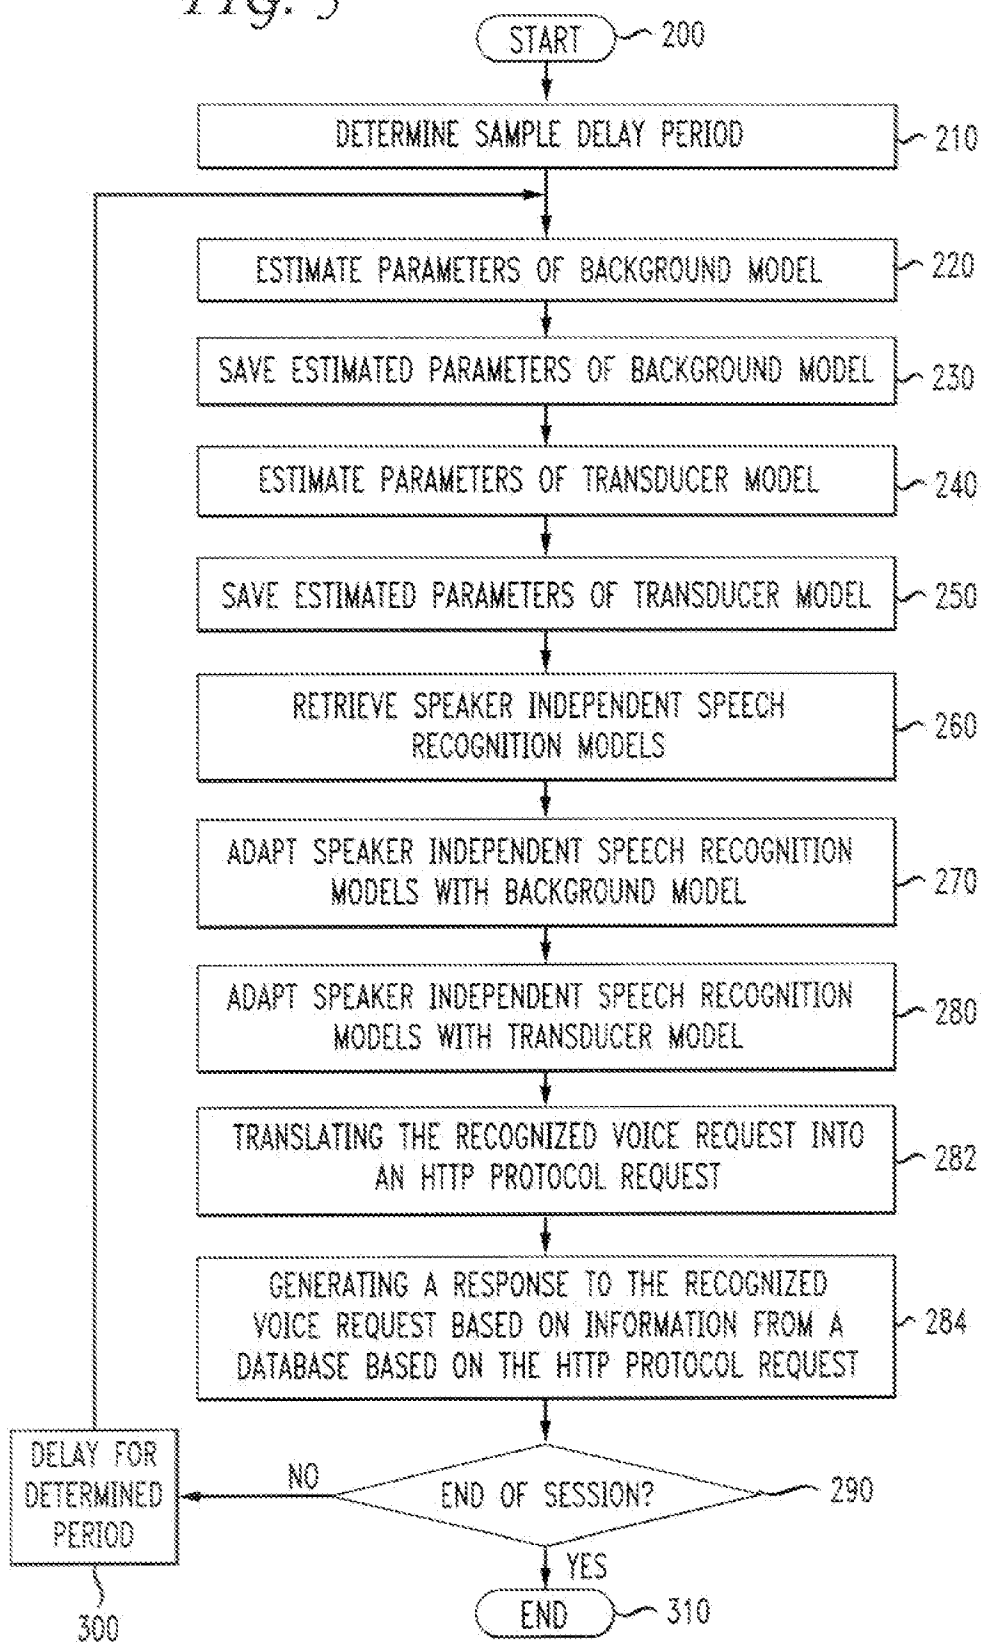 FIG. 3
START
200
DETERMINE SAMPLE DELAY PERIOD
210
ESTIMATE PARAMETERS OF BACKGROUND MODEL
220
SAVE ESTIMATED PARAMETERS OF BACKGROUND MODEL
230
ESTIMATE PARAMETERS OF TRANSDUCER MODEL
240
SAVE ESTIMATED PARAMETERS OF TRANSDUCER MODEL
250
RETRIEVE SPEAKER INDEPENDENT SPEECH
RECOGNITION MODELS
260
ADAPT SPEAKER INDEPENDENT SPEECH RECOGNITION
MODELS WITH BACKGROUND MODEL
270
ADAPT SPEAKER INDEPENDENT SPEECH RECOGNITION
MODELS WITH TRANSDUCER MODEL
280
TRANSLATING THE RECOGNIZED VOICE REQUEST INTO
AN HTTP PROTOCOL REQUEST
282
GENERATING A RESPONSE TO THE RECOGNIZED
VOICE REQUEST BASED ON INFORMATION FROM A
DATABASE BASED ON THE HTTP PROTOCOL REQUEST
284
END OF SESSION?
290
NO
DELAY FOR
DETERMINED
PERIOD
300
YES
END
310